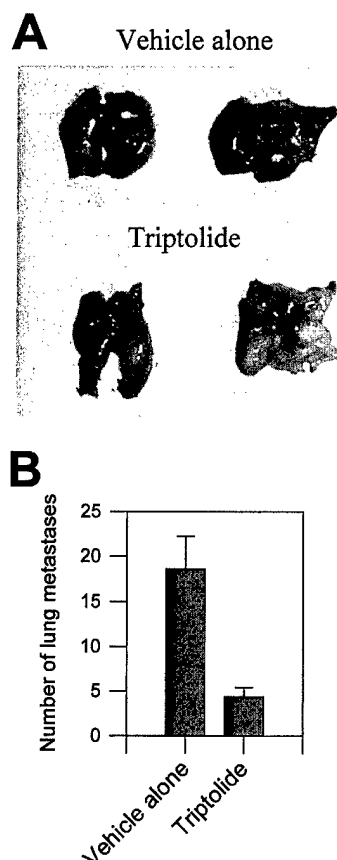 A
Vehicle alone
Triptolide
B
Number of lung metastases
25
20
15
10
5
0
Vehicle alone
Triptolide